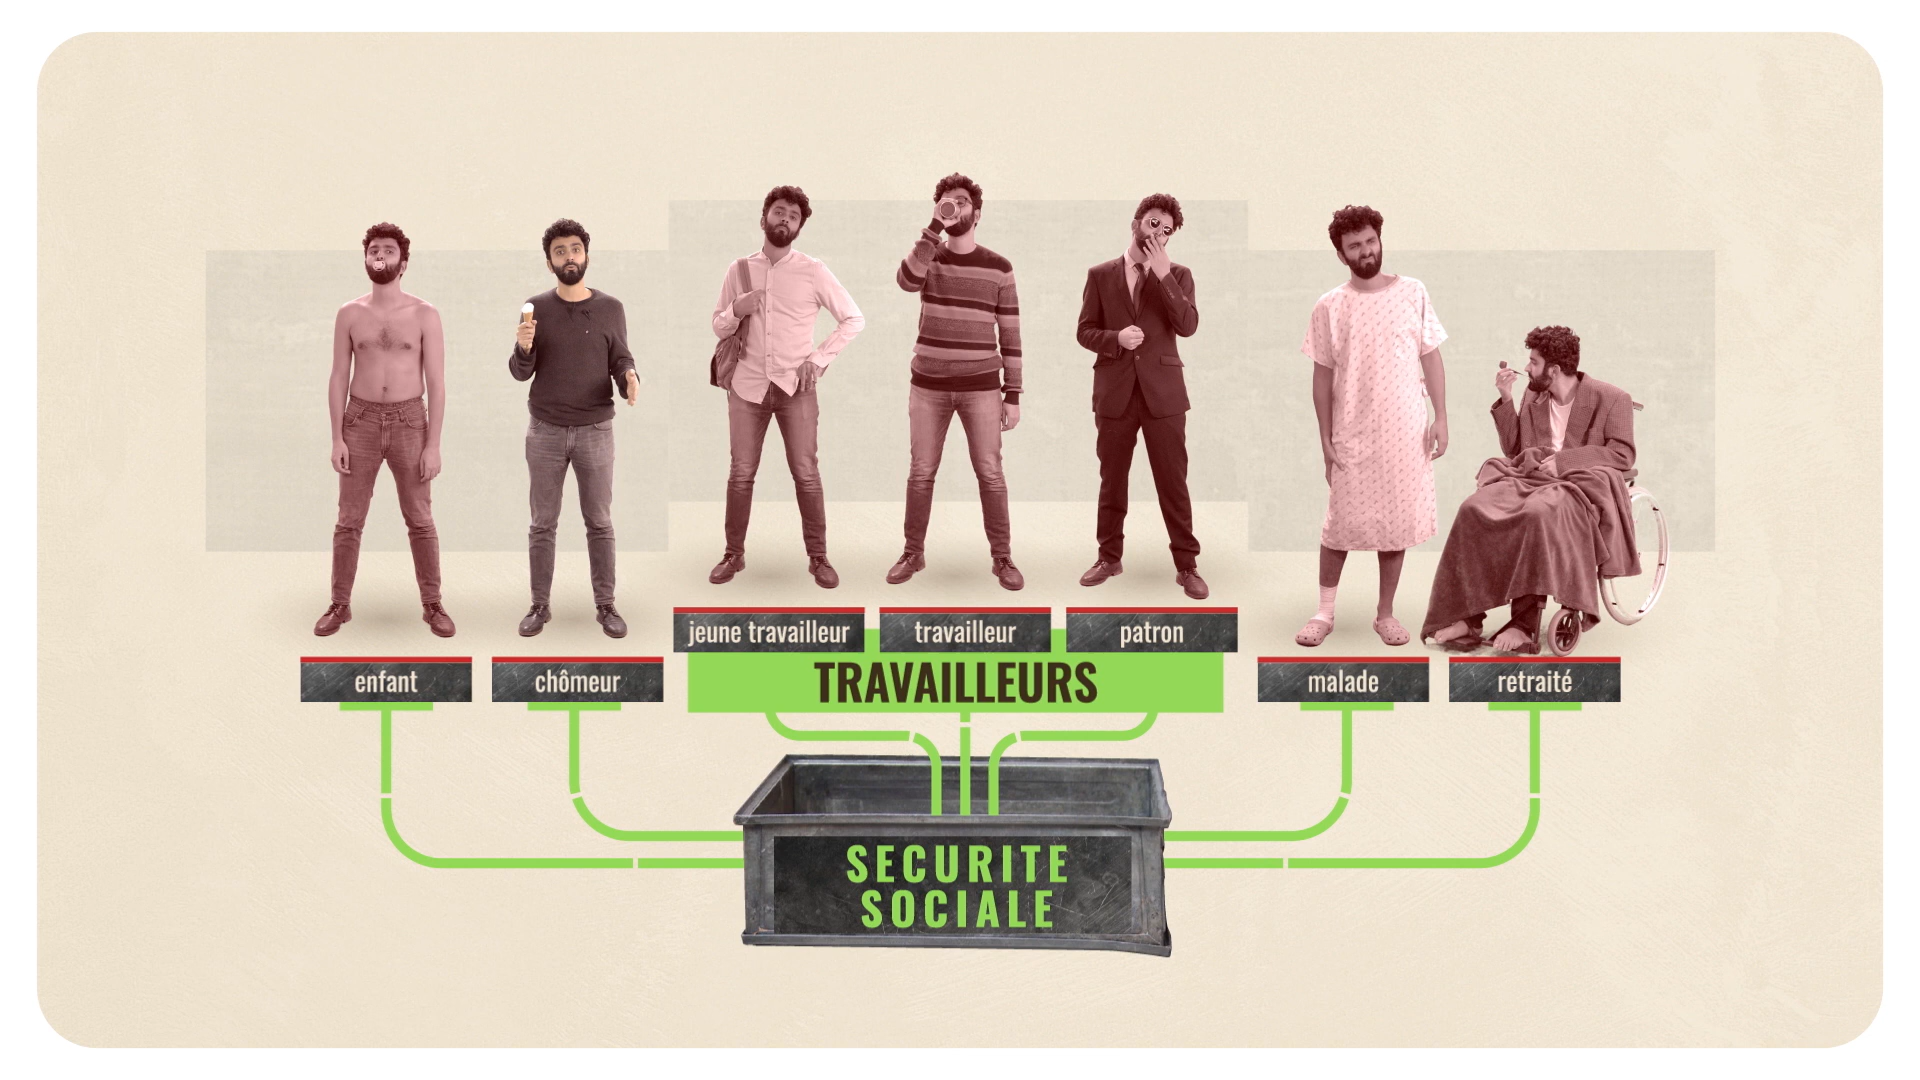 jeune travailleur
travailleur
patron
enfant
chômeur
TRAVAILLEURS
malade
retraité
SECURITE
SOCIALE